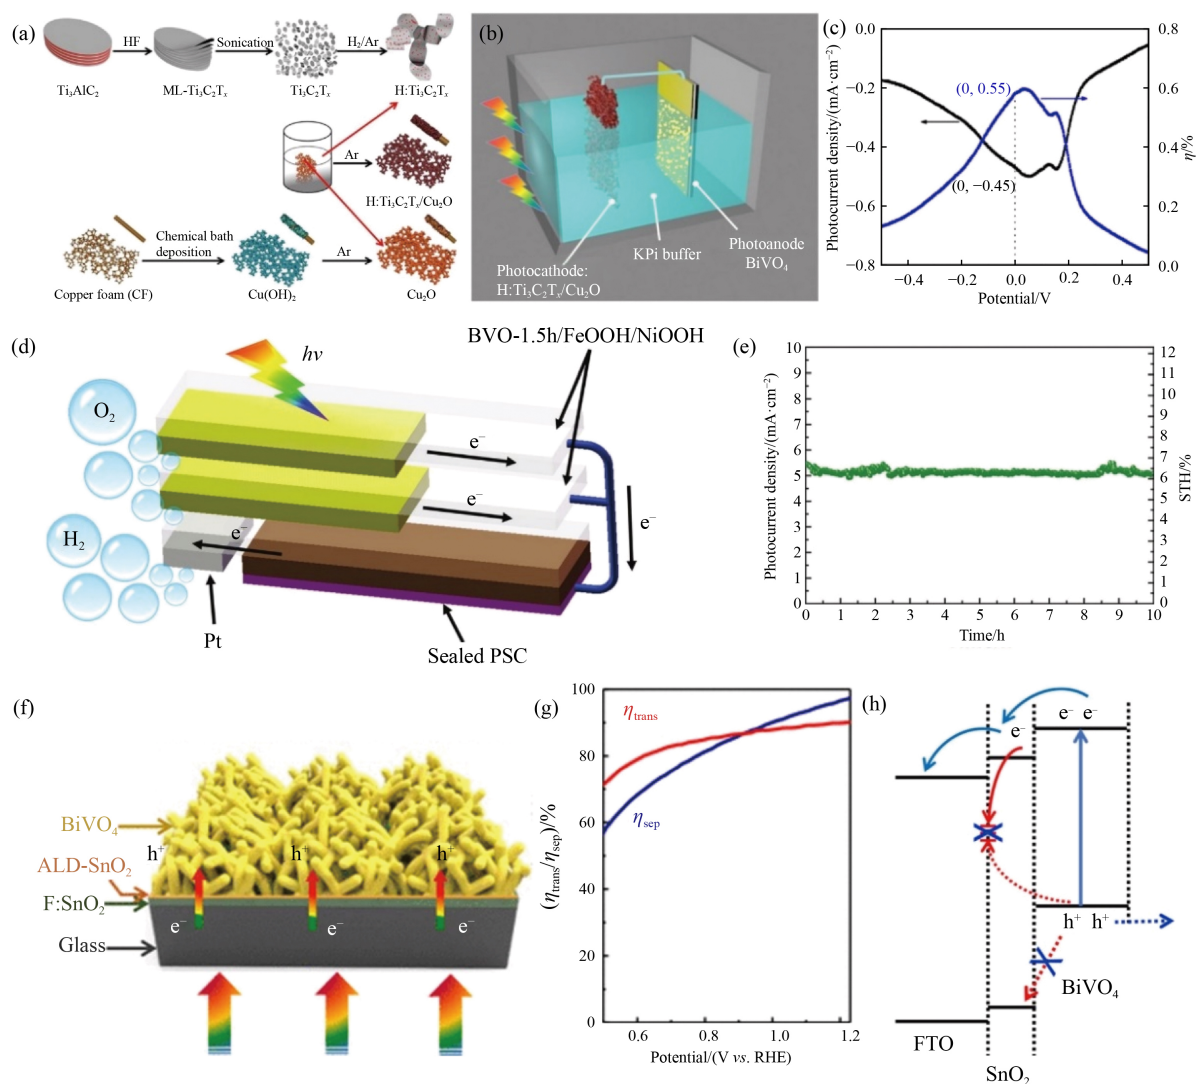 (a)
HF
Sonication
H₂/Ar
Ti₃AlC₂
ML-Ti₃C₂Tₓ
Ti₃C₂Tₓ
H:Ti₃C₂Tₓ
Ar
H:Ti₃C₂Tₓ/Cu₂O
Chemical bath
deposition
Ar
Copper foam (CF)
Cu(OH)₂
Cu₂O
(b)
KPi buffer
Photoanode
BiVO₄
Photocathode:
H:Ti₃C₂Tₓ/Cu₂O
(c)
Photocurrent density/(mA·cm⁻²)
0.0
−0.2
−0.4
−0.6
−0.8
(0, 0.55)
(0, −0.45)
0.8
0.6
0.4
0.2
0.0
η/%
−0.4
−0.2
0.0
0.2
0.4
Potential/V
(d)
hv
BVO-1.5h/FeOOH/NiOOH
O₂
H₂
e⁻
e⁻
e⁻
e⁻
Pt
Sealed PSC
(e)
Photocurrent density/(mA·cm⁻²)
10
9
8
7
6
5
4
3
2
1
0
12
11
10
9
8
7
6
5
4
3
2
1
0
STH/%
0 1 2 3 4 5 6 7 8 9 10
Time/h
(f)
BiVO₄
ALD-SnO₂
F:SnO₂
Glass
h⁺
h⁺
h⁺
e⁻
e⁻
e⁻
(g)
(η_trans/η_sep)/%
100
80
60
40
20
0
η_trans
η_sep
0.6 0.8 1.0 1.2
Potential/(V vs. RHE)
(h)
e⁻ e⁻
e⁻
h⁺ h⁺
BiVO₄
FTO
SnO₂